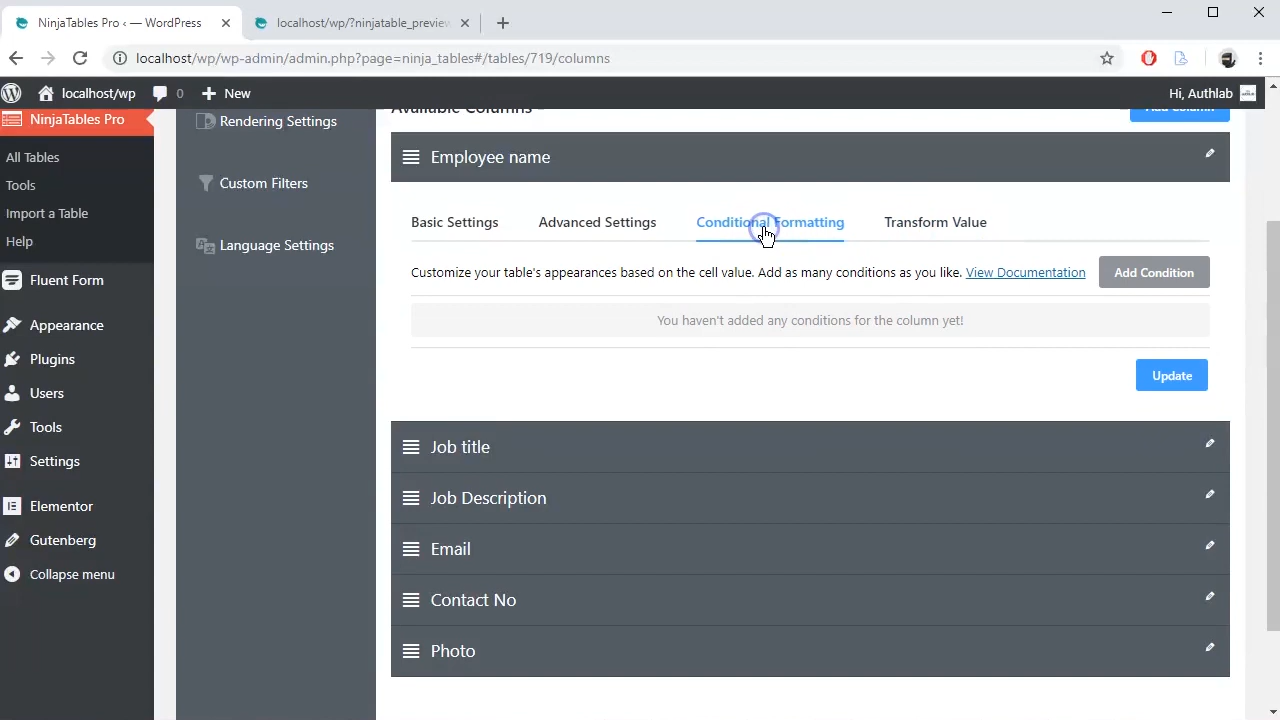 NinjaTables Pro ‹ — WordPress
localhost/wp/?ninjatable_preview
localhost/wp/wp-admin/admin.php?page=ninja_tables#/tables/719/columns
localhost/wp
0
New
Hi, Authlab
NinjaTables Pro
All Tables
Tools
Import a Table
Help
Fluent Form
Appearance
Plugins
Users
Tools
Settings
Elementor
Gutenberg
Collapse menu
Rendering Settings
Custom Filters
Language Settings
Available Columns
Add Column
Employee name
Basic Settings
Advanced Settings
Conditional Formatting
Transform Value
Customize your table's appearances based on the cell value. Add as many conditions as you like. View Documentation
Add Condition
You haven't added any conditions for the column yet!
Update
Job title
Job Description
Email
Contact No
Photo